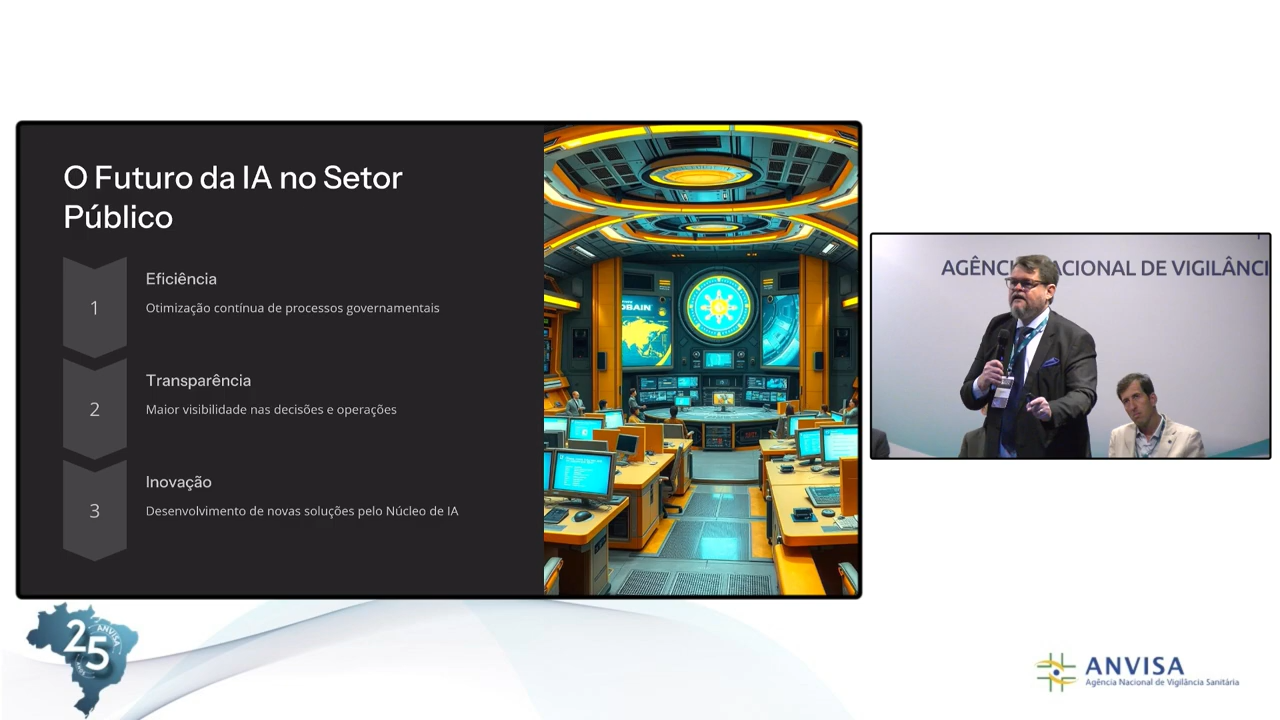 O Futuro da IA no Setor
Público
1
Eficiência
Otimização contínua de processos governamentais
2
Transparência
Maior visibilidade nas decisões e operações
3
Inovação
Desenvolvimento de novas soluções pelo Núcleo de IA
AGÊNC ACIONAL DE VIGILÂNCI
25
ANVISA
ANVISA
Agência Nacional de Vigilância Sanitária